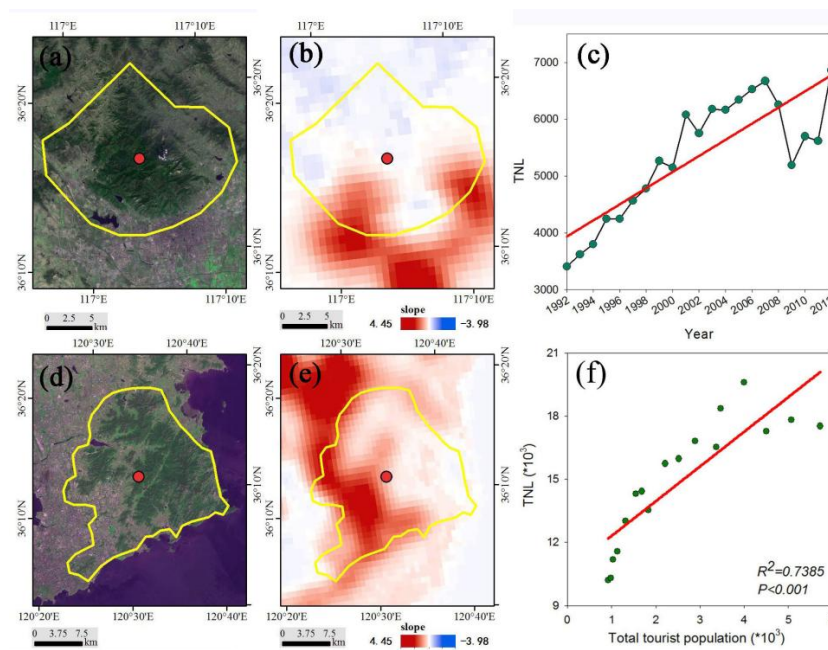 117°E 117°10′E
(a)
36°20′N
36°10′N
117°E 117°10′E
0 2.5 5
km
117°E 117°10′E
(b)
36°20′N
36°10′N
117°E 117°10′E
0 2.5 5
km
slope
4.45 −3.98
(c)
TNL
7000
6000
5000
4000
3000
1992 1994 1996 1998 2000 2002 2004 2006 2008 2010
Year
120°30′E 120°40′E
(d)
36°20′N
36°10′N
36°10′N
120°20′E 120°30′E 120°40′E
0 3.75 7.5
km
120°30′E 120°40′E
(e)
36°20′N
36°10′N
36°10′N
120°30′E 120°40′E
0 3.75 7.5
km
slope
4.45 −3.98
(f)
TNL (*10³)
21
18
15
12
9
R²=0.7385
P<0.001
0 1 2 3 4 5
Total tourist population (*10³)